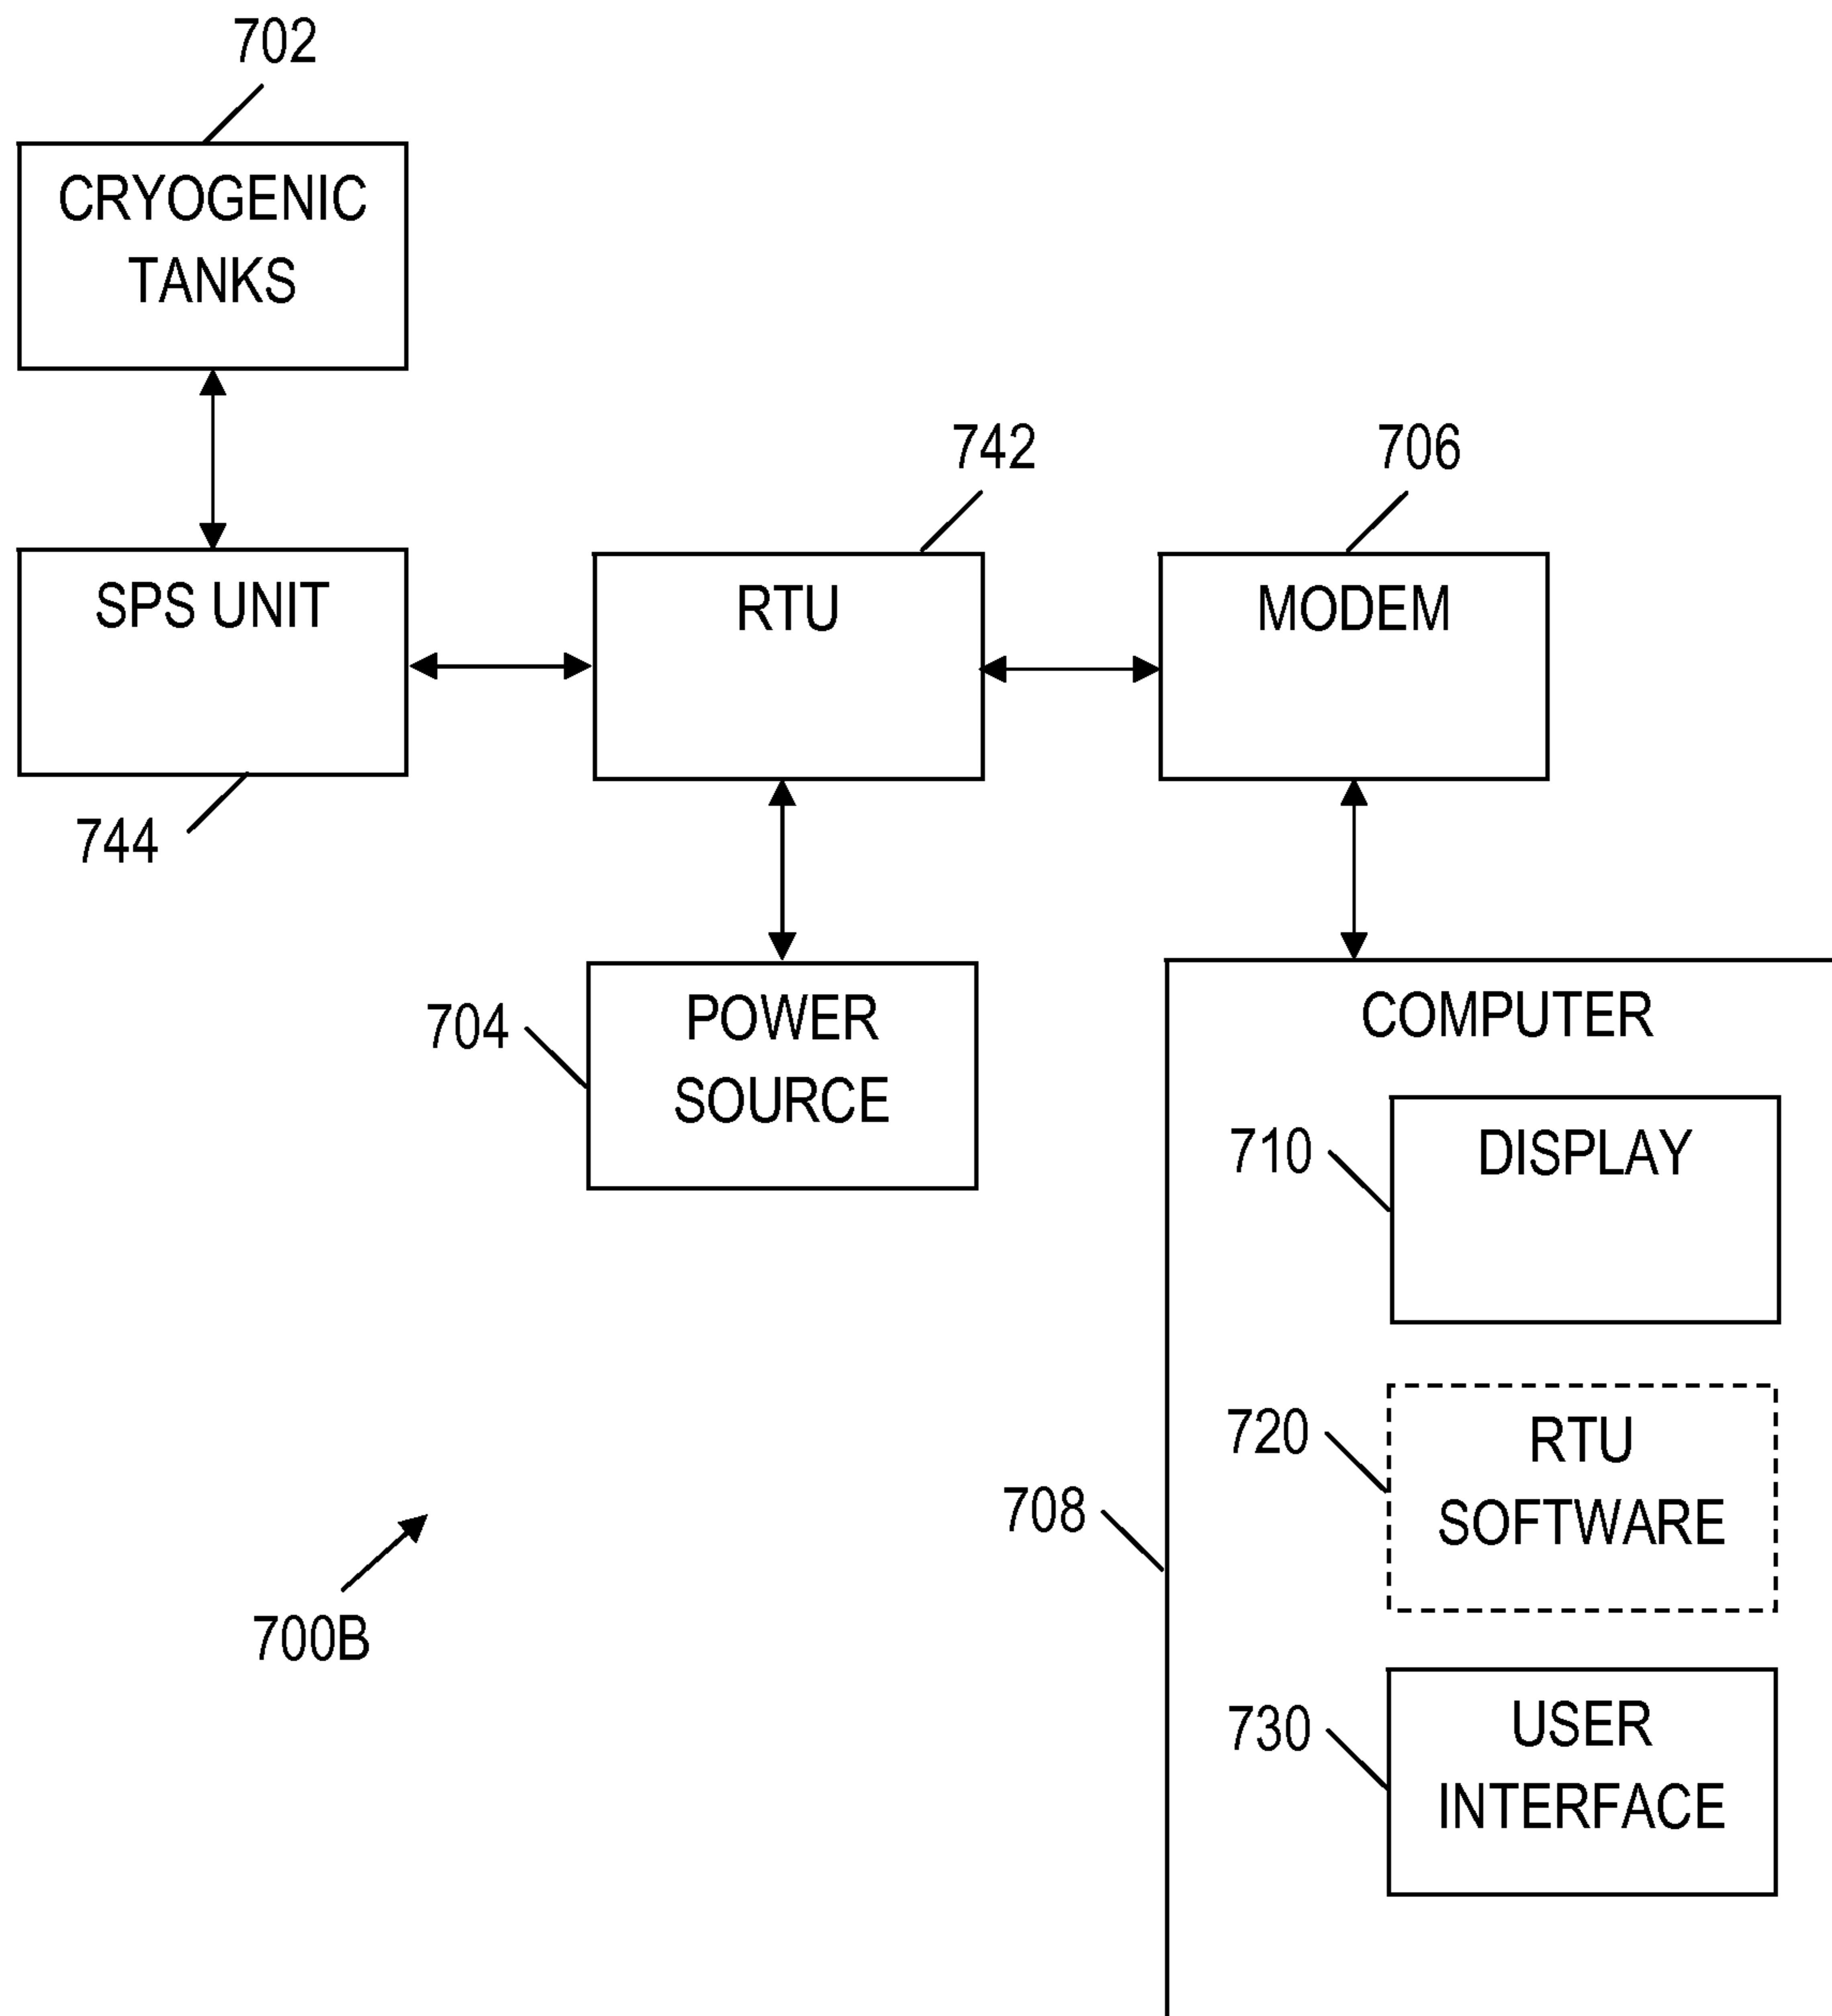 702
CRYOGENIC
TANKS
742
706
SPS UNIT
RTU
MODEM
744
704
POWER
SOURCE
COMPUTER
710
DISPLAY
720
RTU
SOFTWARE
708
700B
730
USER
INTERFACE